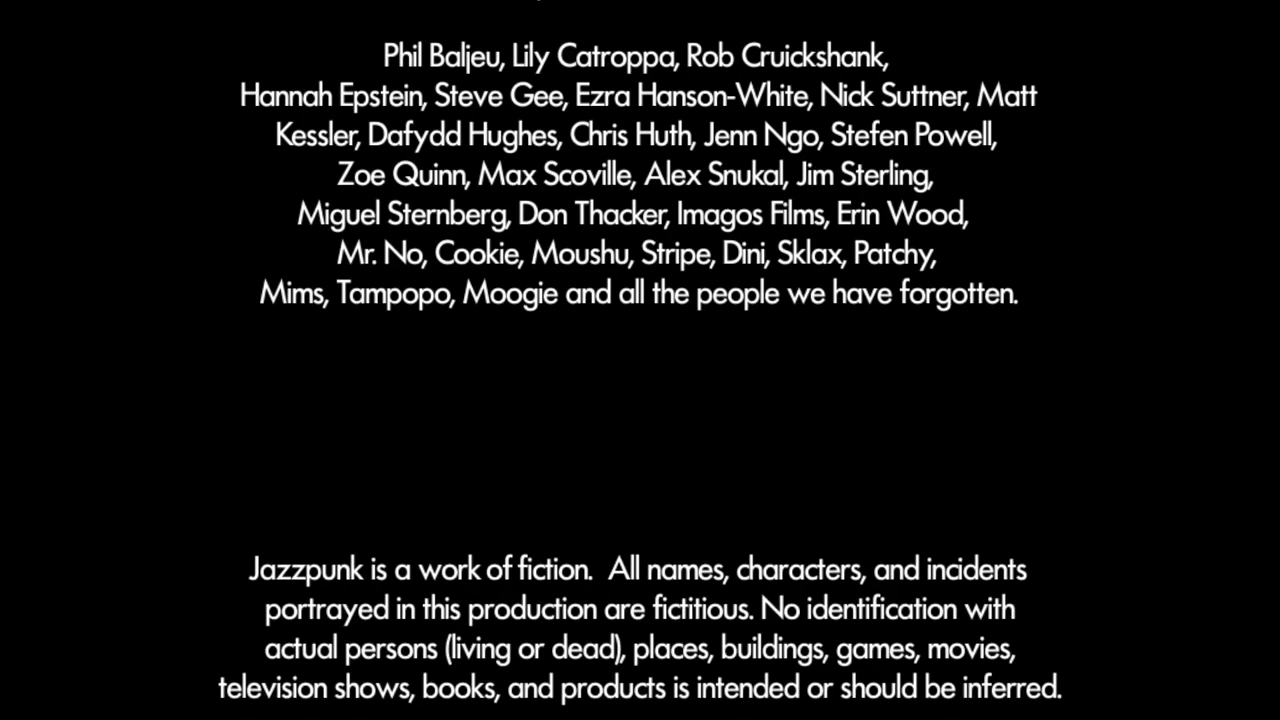 Phil Baljeu, Lily Catroppa, Rob Cruickshank,
Hannah Epstein, Steve Gee, Ezra Hanson-White, Nick Suttner, Matt
Kessler, Dafydd Hughes, Chris Huth, Jenn Ngo, Stefen Powell,
Zoe Quinn, Max Scoville, Alex Snukal, Jim Sterling,
Miguel Sternberg, Don Thacker, Imagos Films, Erin Wood,
Mr. No, Cookie, Moushu, Stripe, Dini, Sklax, Patchy,
Mims, Tampopo, Moogie and all the people we have forgotten.
Jazzpunk is a work of fiction.  All names, characters, and incidents
portrayed in this production are fictitious. No identification with
actual persons (living or dead), places, buildings, games, movies,
television shows, books, and products is intended or should be inferred.